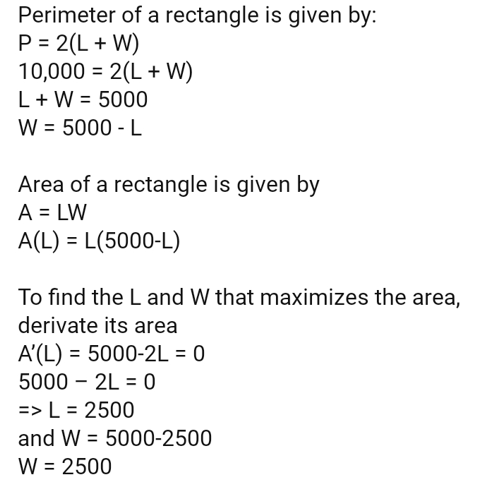 Perimeter of a rectangle is given by:
P = 2(L + W)
10,000 = 2(L + W)
L + W = 5000
W = 5000 - L
Area of a rectangle is given by
A = LW
A(L) = L(5000-L)
To find the L and W that maximizes the area,
derivate its area
A’(L) = 5000-2L = 0
5000 – 2L = 0
=> L = 2500
and W = 5000-2500
W = 2500